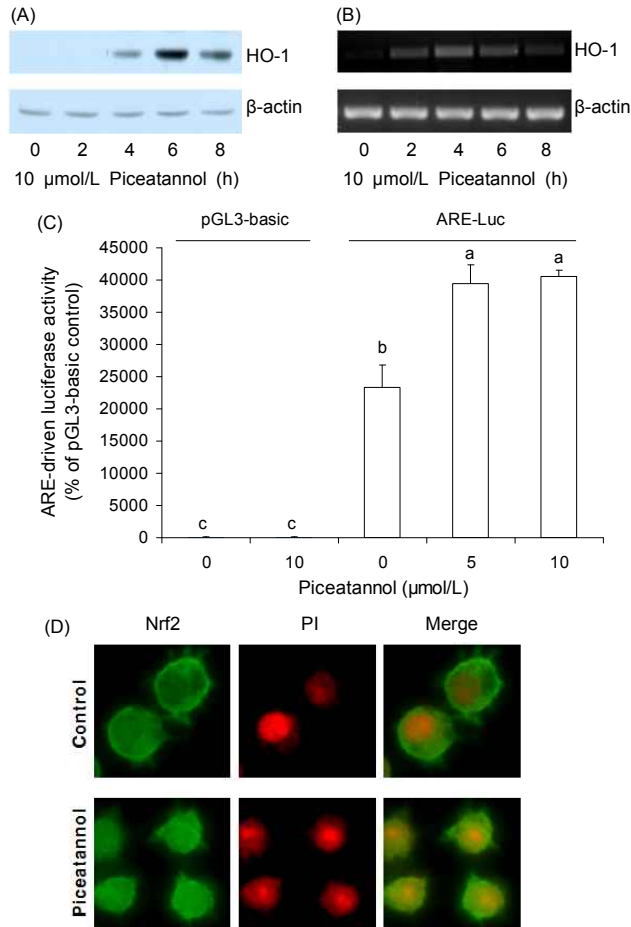 (A)
HO-1
β-actin
0 2 4 6 8
10 μmol/L Piceatannol (h)
(B)
HO-1
β-actin
0 2 4 6 8
10 μmol/L Piceatannol (h)
(C)
pGL3-basic ARE-Luc
ARE-driven luciferase activity
(% of pGL3-basic control)
45000
40000
35000
30000
25000
20000
15000
10000
5000
0
c c b a a
0 10 0 5 10
Piceatannol (μmol/L)
(D)
Nrf2 PI Merge
Control
Piceatannol